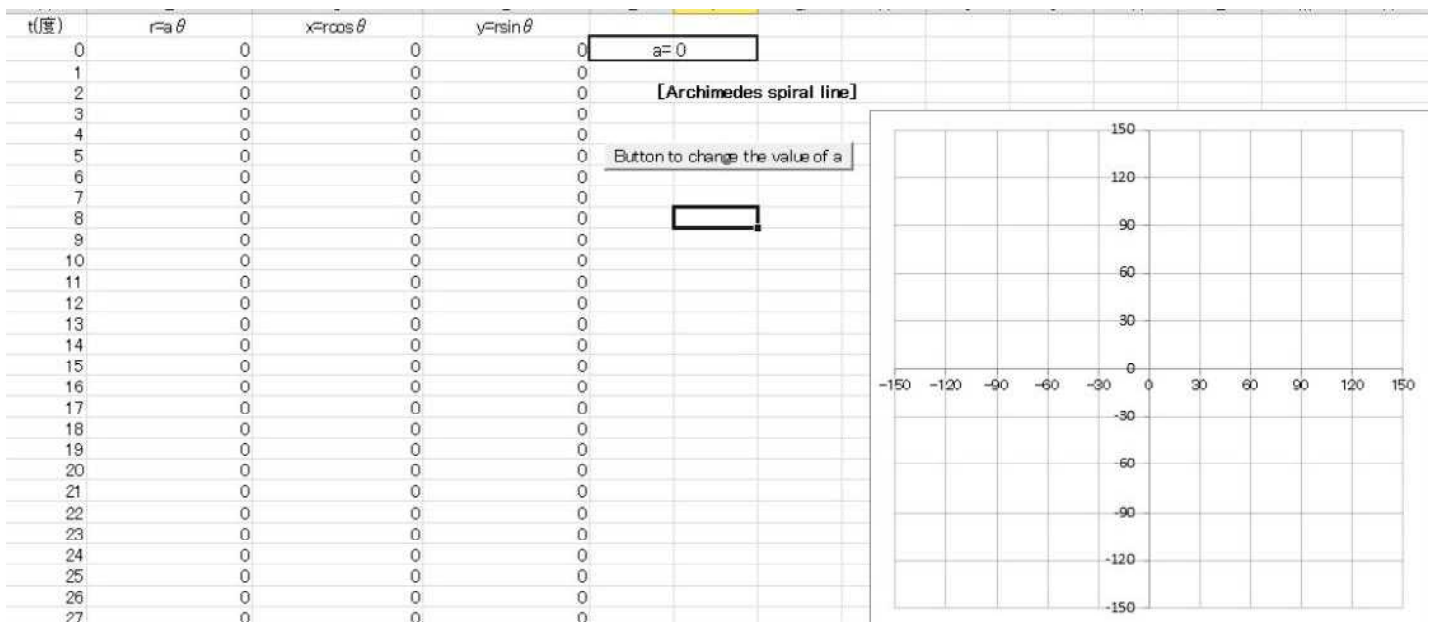 t(度) r=aθ x=rcosθ y=rsinθ
0 0 0 0 a= 0
1 0 0 0
2 0 0 0 [Archimedes spiral line]
3 0 0 0
4 0 0 0
5 0 0 0 Button to change the value of a
6 0 0 0
7 0 0 0
8 0 0 0
9 0 0 0
10 0 0 0
11 0 0 0
12 0 0 0
13 0 0 0
14 0 0 0
15 0 0 0
16 0 0 0
17 0 0 0
18 0 0 0
19 0 0 0
20 0 0 0
21 0 0 0
22 0 0 0
23 0 0 0
24 0 0 0
25 0 0 0
26 0 0 0
27 0 0 0
150
120
90
60
30
0
-150 -120 -90 -60 -30 0 30 60 90 120 150
-30
-60
-90
-120
-150